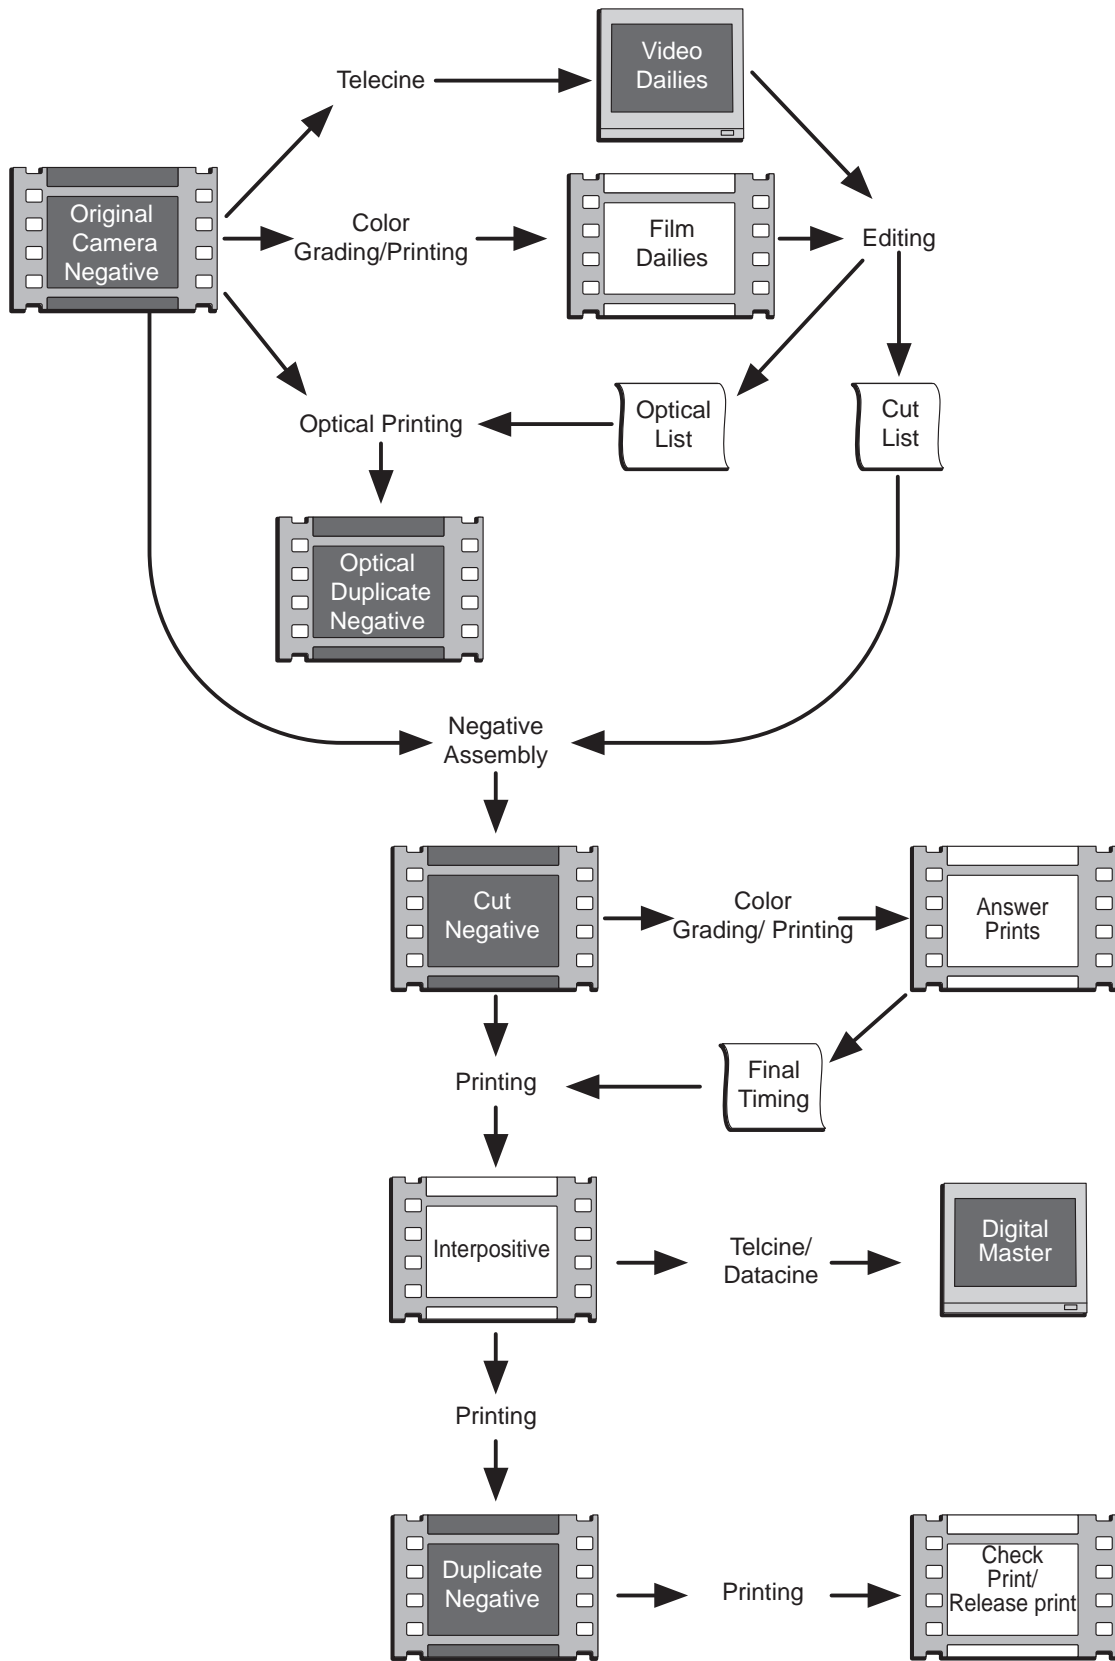 Video
Dailies
Telecine
Original
Camera
Negative
Color
Grading/Printing
Film
Dailies
Editing
Optical Printing
Optical
List
Cut
List
Optical
Duplicate
Negative
Negative
Assembly
Cut
Negative
Color
Grading/ Printing
Answer
Prints
Printing
Final
Timing
Interpositive
Telcine/
Datacine
Digital
Master
Printing
Duplicate
Negative
Printing
Check
Print/
Release print